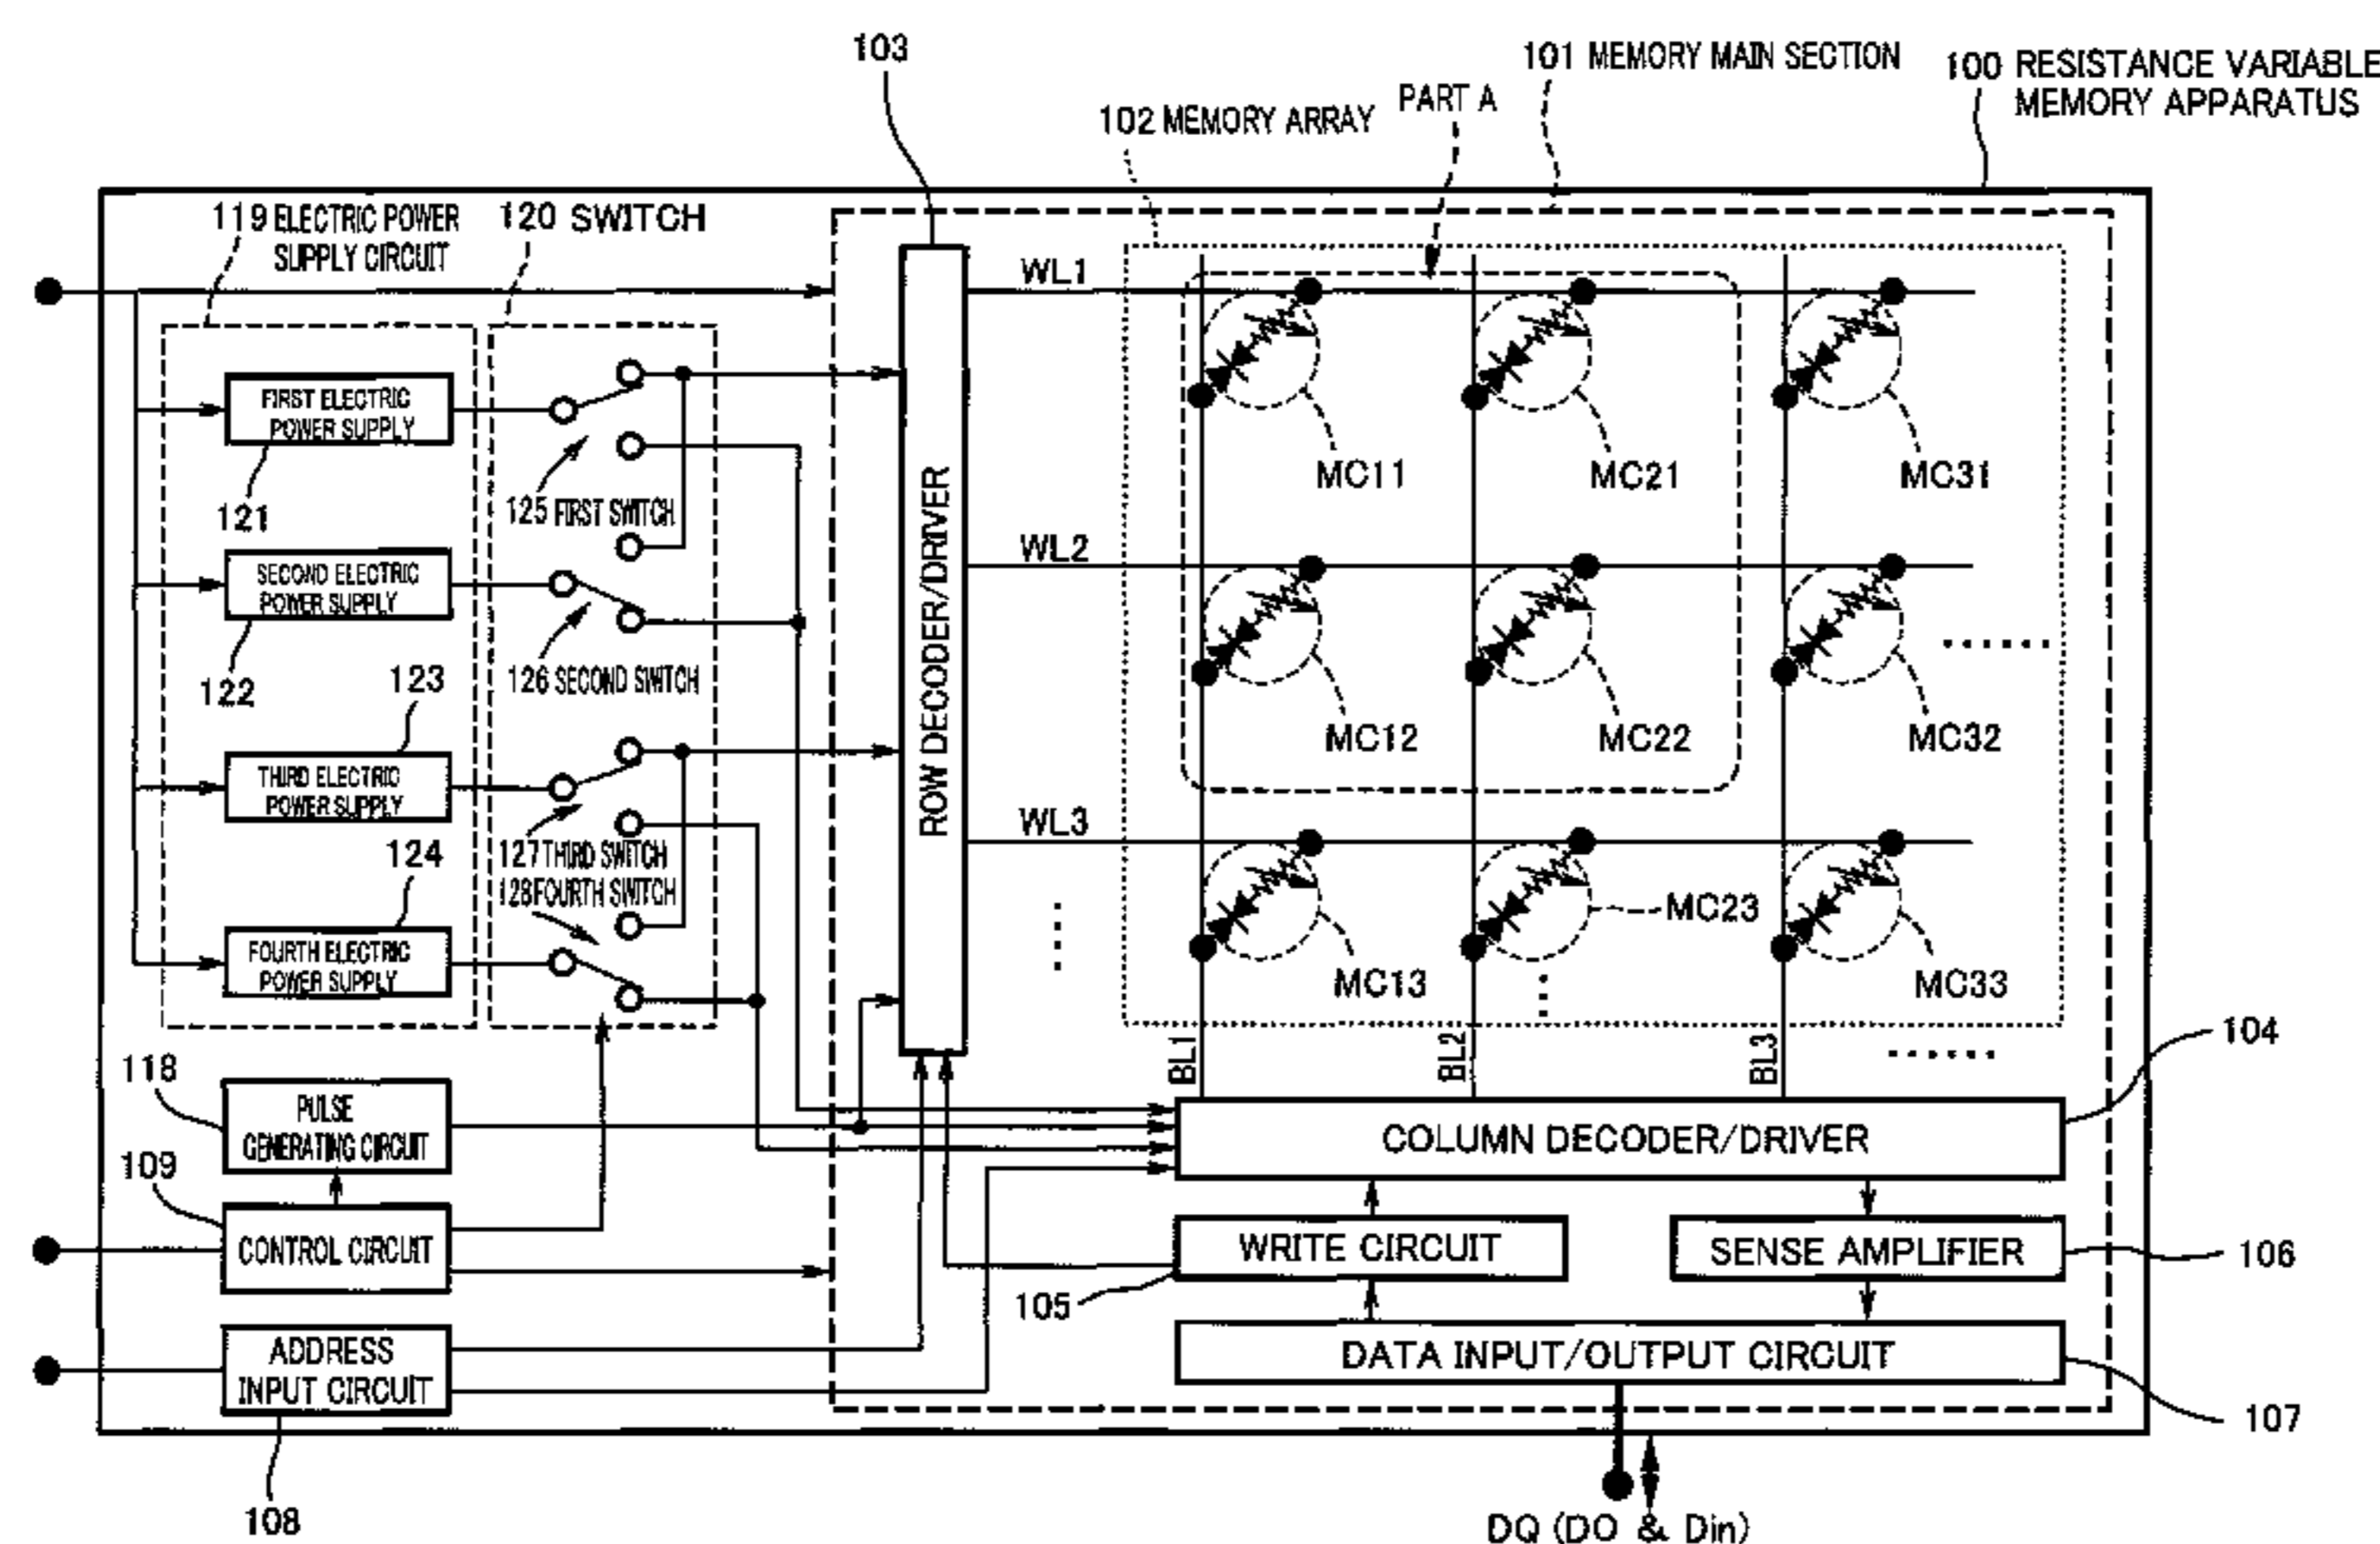 103
101 MEMORY MAIN SECTION
100 RESISTANCE VARIABLE
MEMORY APPARATUS
102 MEMORY ARRAY
PART A
119 ELECTRIC POWER
SUPPLY CIRCUIT
120 SWITCH
WL1
FIRST ELECTRIC
POWER SUPPLY
121
125 FIRST SWITCH
MC11
MC21
MC31
ROW DECODER/DRIVER
WL2
SECOND ELECTRIC
POWER SUPPLY
122
126 SECOND SWITCH
123
MC12
MC22
MC32
THIRD ELECTRIC
POWER SUPPLY
WL3
127 THIRD SWITCH
128 FOURTH SWITCH
124
MC23
FOURTH ELECTRIC
POWER SUPPLY
MC13
MC33
BL1
BL2
BL3
104
118
PULSE
GENERATING CIRCUIT
COLUMN DECODER/DRIVER
109
CONTROL CIRCUIT
WRITE CIRCUIT
SENSE AMPLIFIER
106
105
ADDRESS
INPUT CIRCUIT
DATA INPUT/OUTPUT CIRCUIT
107
108
DQ (DO & Din)